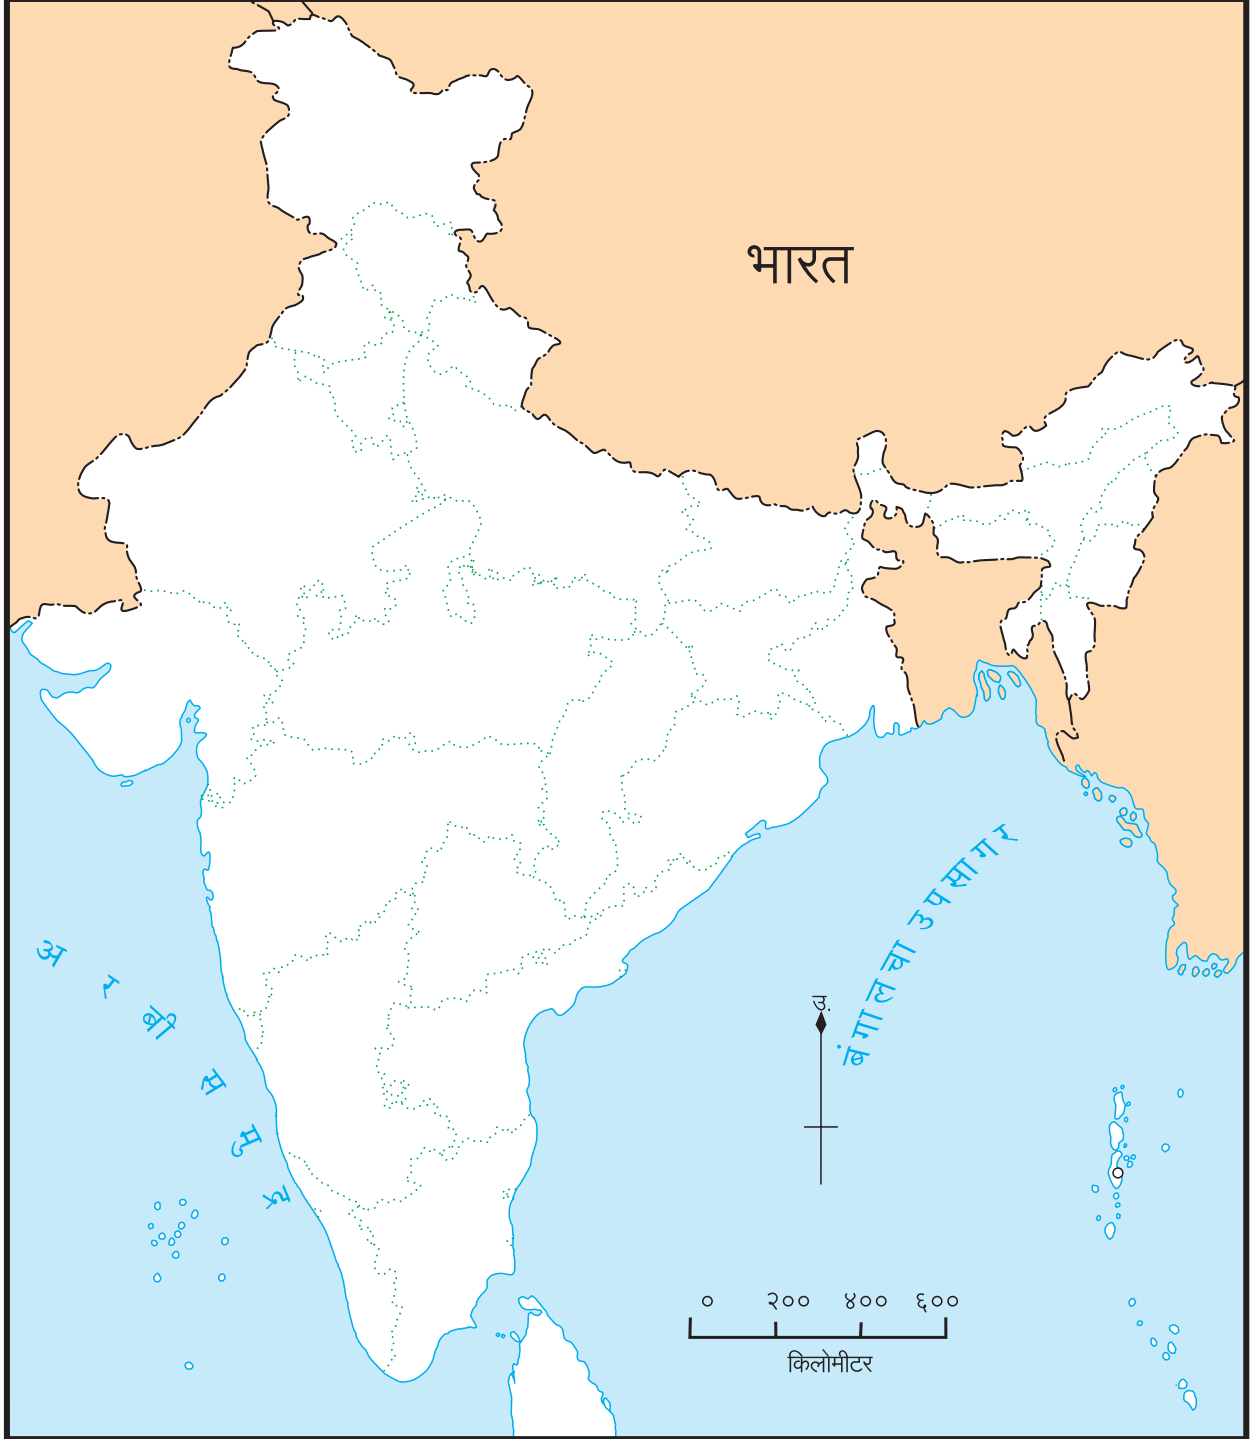 भारत
अरबी समुद्र
बंगालचा उपसागर
उ.
० २०० ४०० ६००
किलोमीटर